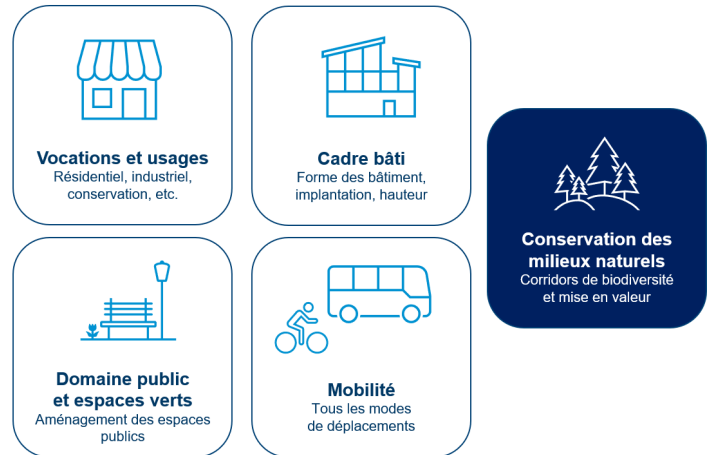 Vocations et usages
Résidentiel, industriel,
conservation, etc.
Cadre bâti
Forme des bâtiment,
implantation, hauteur
Conservation des
milieux naturels
Corridors de biodiversité
et mise en valeur
Domaine public
et espaces verts
Aménagement des espaces
publics
Mobilité
Tous les modes
de déplacements